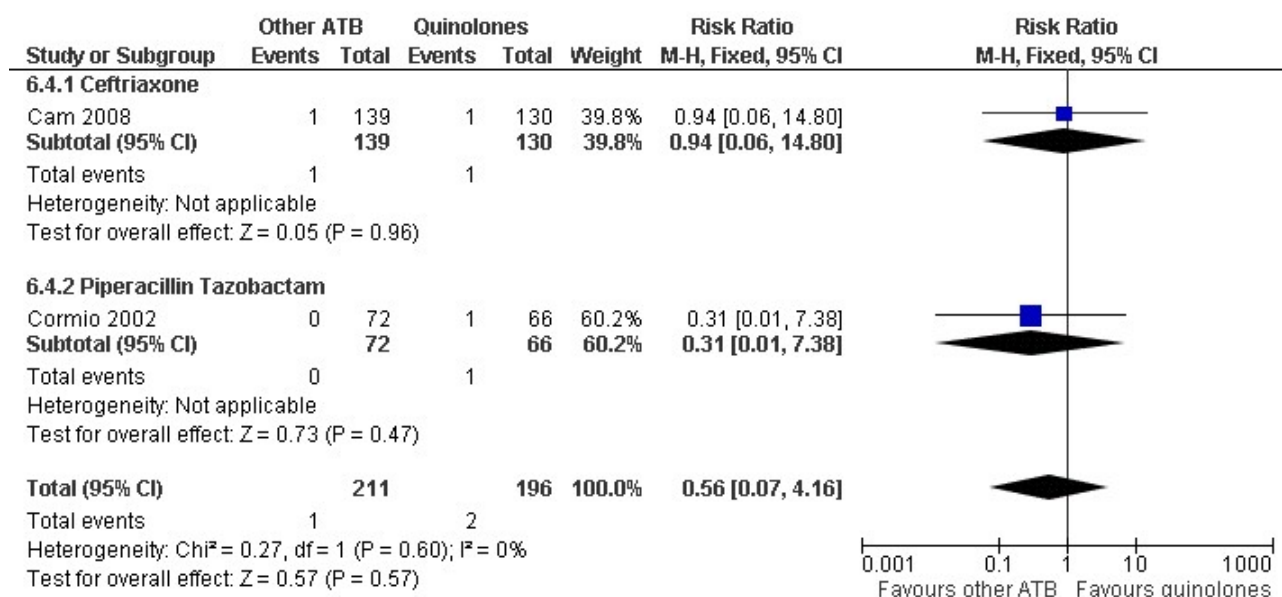 Other ATB Quinolones Risk Ratio Risk Ratio
Study or Subgroup Events Total Events Total Weight M-H, Fixed, 95% CI M-H, Fixed, 95% CI
6.4.1 Ceftriaxone
Cam 2008 1 139 1 130 39.8% 0.94 [0.06, 14.80]
Subtotal (95% CI) 139 130 39.8% 0.94 [0.06, 14.80]
Total events 1 1
Heterogeneity: Not applicable
Test for overall effect: Z = 0.05 (P = 0.96)
6.4.2 Piperacillin Tazobactam
Cormio 2002 0 72 1 66 60.2% 0.31 [0.01, 7.38]
Subtotal (95% CI) 72 66 60.2% 0.31 [0.01, 7.38]
Total events 0 1
Heterogeneity: Not applicable
Test for overall effect: Z = 0.73 (P = 0.47)
Total (95% CI) 211 196 100.0% 0.56 [0.07, 4.16]
Total events 1 2
Heterogeneity: Chi² = 0.27, df = 1 (P = 0.60); I² = 0%
Test for overall effect: Z = 0.57 (P = 0.57)
0.001 0.1 1 10 1000
Favours other ATB Favours quinolones